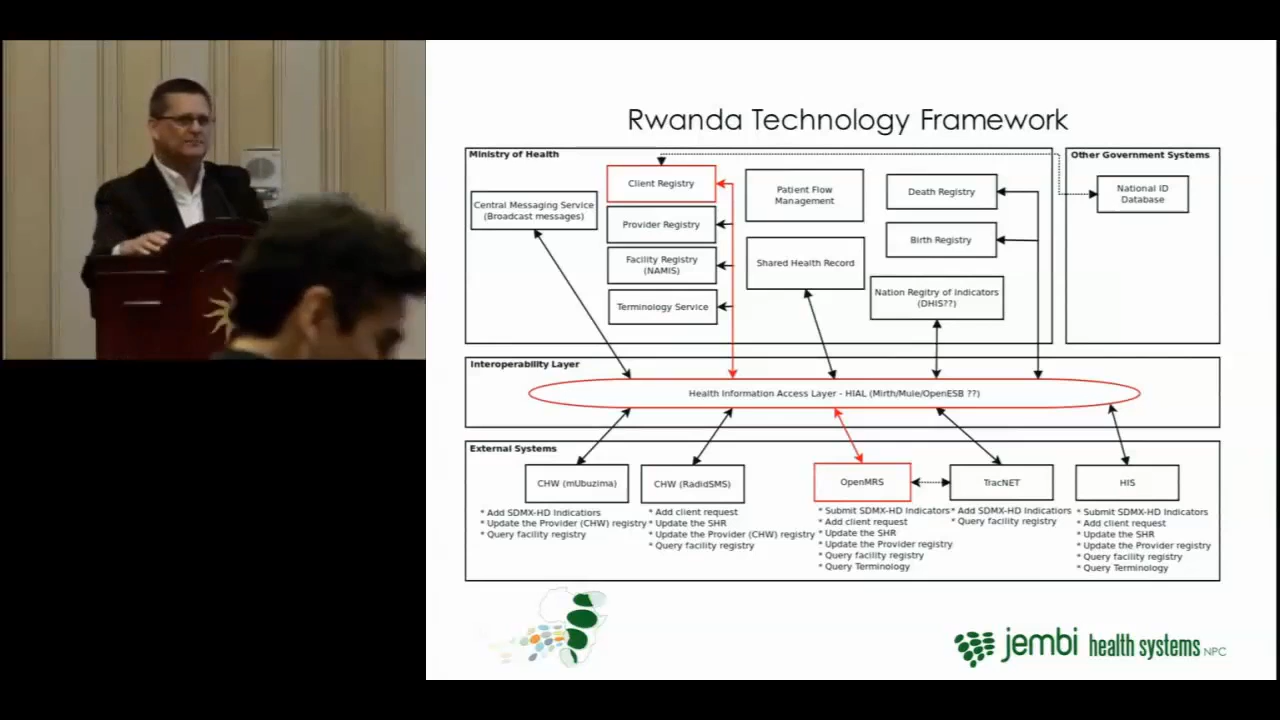 Rwanda Technology Framework
Ministry of Health
Other Government Systems
Central Messaging Service
(Broadcast messages)
Client Registry
Provider Registry
Facility Registry
(NAMIS)
Terminology Service
Patient Flow
Management
Shared Health Record
Death Registry
Birth Registry
Nation Regitry of Indicators
(DHIS??)
National ID
Database
Interoperability Layer
Health Information Access Layer - HIAL (Mirth/Mule/OpenESB ??)
External Systems
CHW (mUbuzima)
* Add SDMX-HD Indicatiors
* Update the Provider (CHW) registry
* Query facility registry
CHW (RadidSMS)
* Add client request
* Update the SHR
* Update the Provider (CHW) registry
* Query facility registry
OpenMRS
* Submit SDMX-HD Indicators
* Add client request
* Update the SHR
* Update the Provider registry
* Query facility registry
* Query Terminology
TracNET
* Add SDMX-HD Indicatiors
* Query facility registry
HIS
* Submit SDMX-HD Indicators
* Add client request
* Update the SHR
* Update the Provider registry
* Query facility registry
* Query Terminology
jembi health systems NPC